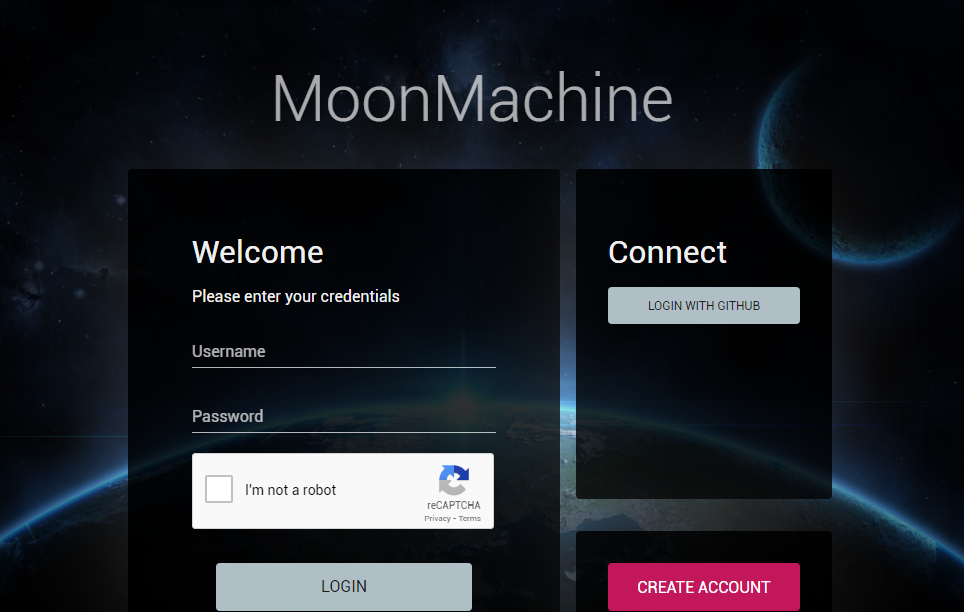 MoonMachine
Welcome
Please enter your credentials
Username
Password
I'm not a robot
reCAPTCHA
Privacy - Terms
LOGIN
Connect
LOGIN WITH GITHUB
CREATE ACCOUNT